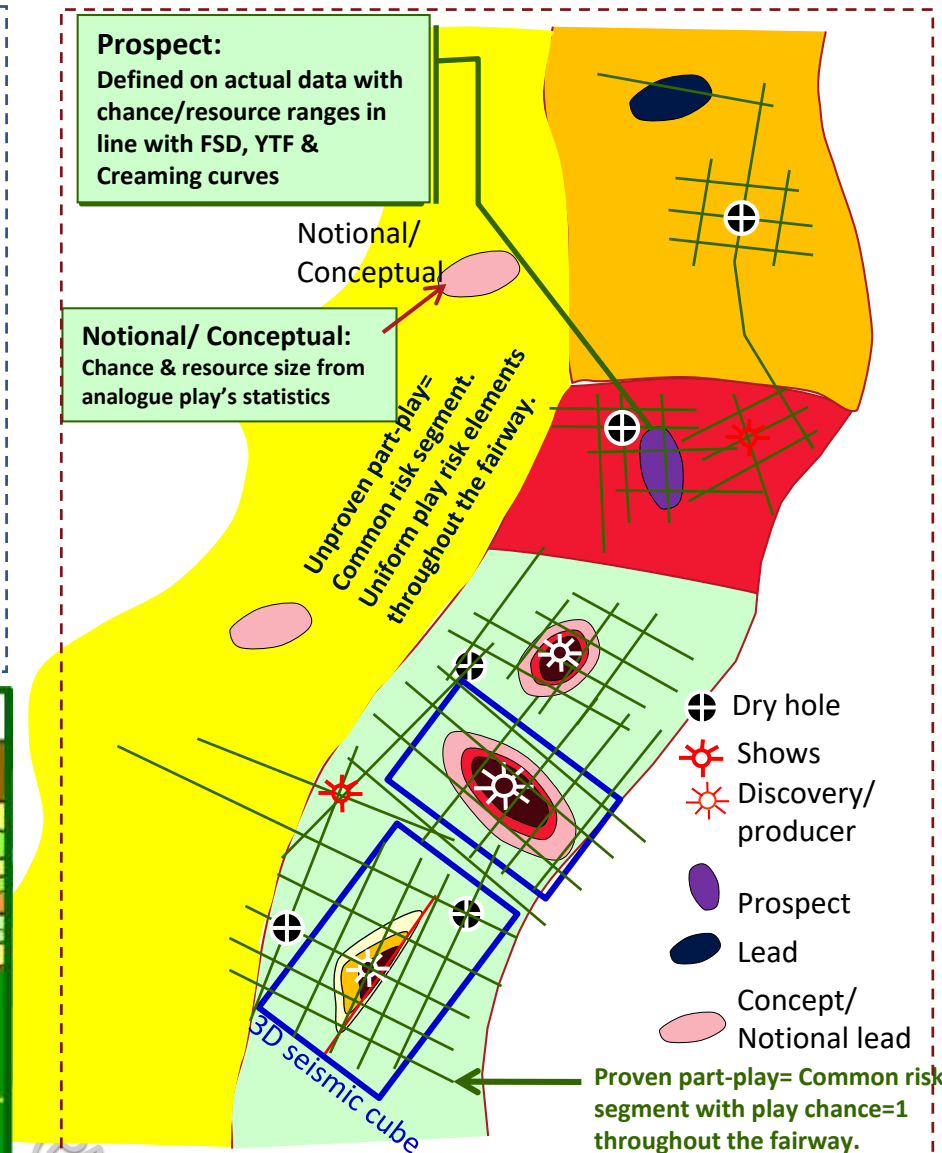 Prospect:
Defined on actual data with
chance/resource ranges in
line with FSD, YTF &
Creaming curves
Notional/
Conceptual
Notional/ Conceptual:
Chance & resource size from
analogue play's statistics
Unproven part-play=
Common risk segment.
Uniform play risk elements
throughout the fairway.
Dry hole
Shows
Discovery/
producer
Prospect
Lead
Concept/
Notional lead
3D seismic cube
Proven part-play= Common risk
segment with play chance=1
throughout the fairway.